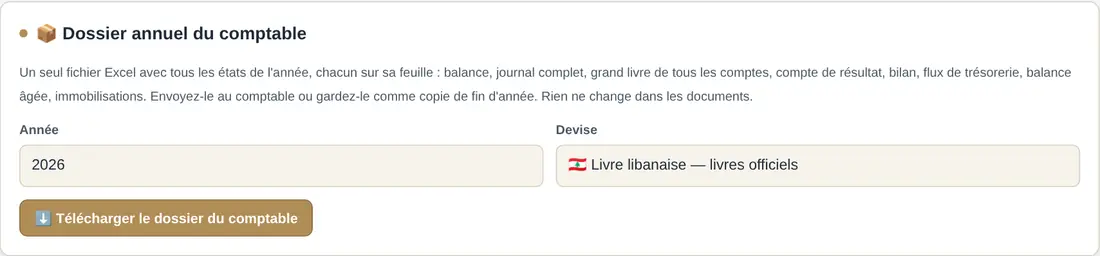 📦 Dossier annuel du comptable
Un seul fichier Excel avec tous les états de l'année, chacun sur sa feuille : balance, journal complet, grand livre de tous les comptes, compte de résultat, bilan, flux de trésorerie, balance
âgée, immobilisations. Envoyez-le au comptable ou gardez-le comme copie de fin d'année. Rien ne change dans les documents.
Année
2026
Devise
🇱🇧 Livre libanaise — livres officiels
⬇️ Télécharger le dossier du comptable